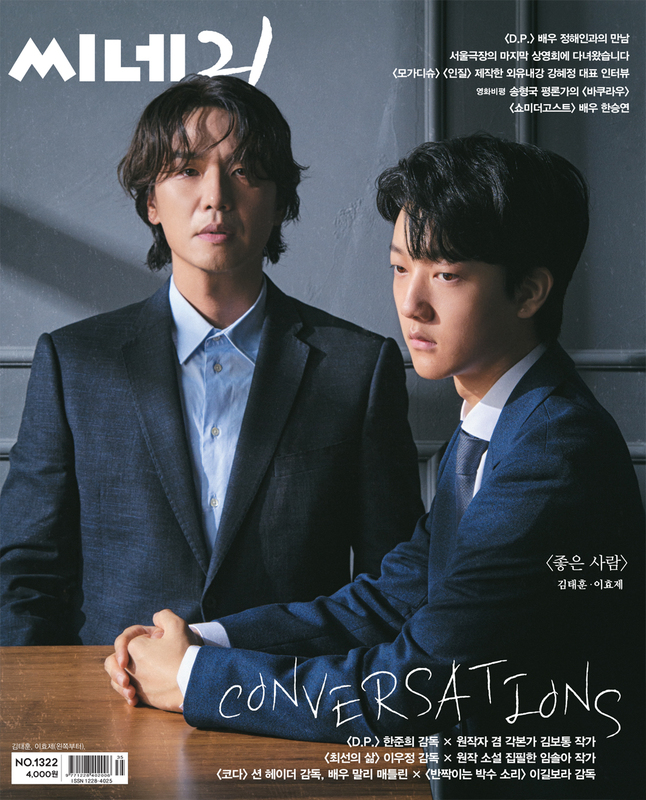 씨네21
<D.P.> 배우 정해인과의 만남
서울극장의 마지막 상영회에 다녀왔습니다
<모가디슈> <인질> 제작한 외유내강 강혜정 대표 인터뷰
영화비평 송형국 평론가의 <바쿠라우>
<쇼미더고스트> 배우 한승연
<좋은 사람>
김태훈·이효제
CONVERSATIONS
<D.P.> 한준희 감독 × 원작자 겸 각본가 김보통 작가
<최선의 삶> 이우정 감독 × 원작 소설 집필한 임솔아 작가
<코다> 션 헤이더 감독, 배우 말리 매틀린 × <반짝이는 박수 소리> 이길보라 감독
김태훈, 이효제(왼쪽부터).
NO.1322
4,000원
35
9 771228 402006
ISSN 1228-4025